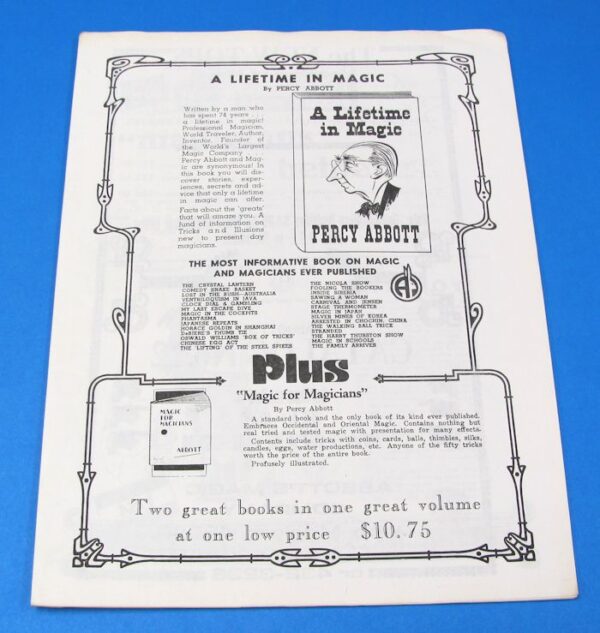 A LIFETIME IN MAGIC
By PERCY ABBOTT
Written by a man who
has spent 74 years . .
a lifetime in magic!
Professional Magician,
World Traveler, Author,
Inventor, Founder of
the World's Largest
Magic Company . .
Percy Abbott and Mag-
ic are synonymous! In
this book you will dis-
cover stories, exper-
iences, secrets and ad-
vice that only a lifetime
in magic can offer.
Facts about the 'greats'
that will amaze you. A
fund of information on
Tricks and Illusions
new to present day
magicians.
A Lifetime
in Magic
PERCY ABBOTT
THE MOST INFORMATIVE BOOK ON MAGIC
AND MAGICIANS EVER PUBLISHED
THE CRYSTAL LANTERN
COMEDY SNAKE BASKET
LOST IN THE BUSH-AUSTRALIA
VENTRILOQUISM IN JAVA
CLOCK DIAL & GAMBLING
MY LAST ESCAPE DIVE
MAGIC IN THE COCKPITS
PHANTASMA
JAPANESE REPEATS
HORACE GOLDIN IN SHANGHAI
DeBIERE'S THUMB TIE
OSWALD WILLIAMS 'BOX OF TRICKS'
CHINESE EGG ACT
THE 'LIFTING' OF THE STEEL SPIKES
THE NICOLA SHOW
FOOLING THE BOOKERS
INSIDE SIBERIA
SAWING A WOMAN
CARNIVAL AND JENSEN
STAGE THERMOMETER
MAGIC IN JAPAN
SILVER MINES OF KOREA
ARRESTED IN CHOCHIN, CHINA
THE WALKING BALL TRICK
STRANDED
THE HARRY THURSTON SHOW
MAGIC IN SCHOOLS
THE FAMILY ARRIVES
Plus
"Magic for Magicians"
By Percy Abbott
MAGIC
FOR
MAGICIANS
ABBOTT
A standard book and the only book of its kind ever published.
Embraces Occidental and Oriental Magic. Contains nothing but
real tried and tested magic with presentation for many effects.
Contents include tricks with coins, cards, balls, thimbles, silks,
candles, eggs, water productions, etc. Anyone of the fifty tricks
worth the price of the entire book.
Profusely illustrated.
Two great books in one great volume
at one low price $10.75